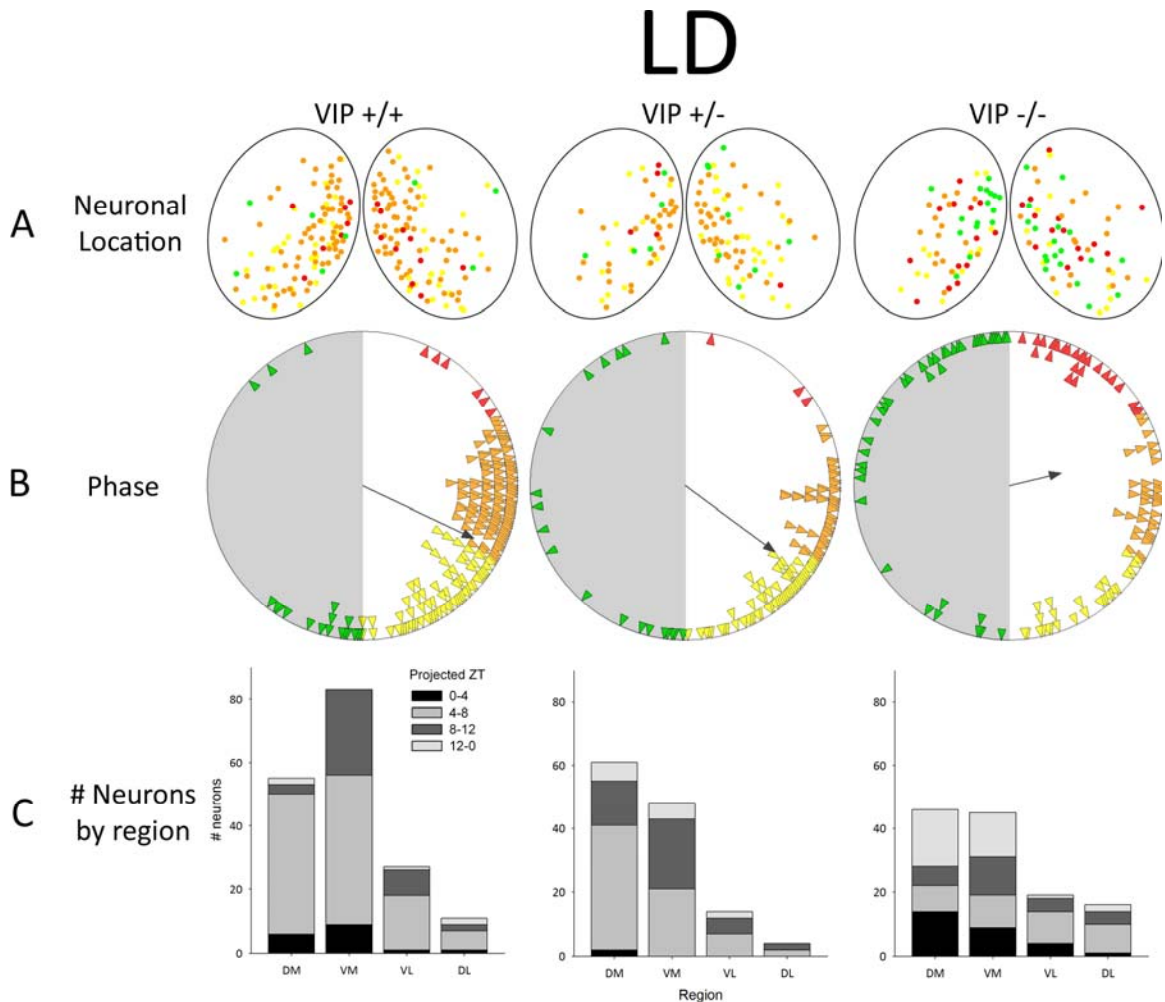 LD
VIP +/+
VIP +/-
VIP -/-
A
Neuronal
Location
B
Phase
C
# Neurons
by region
# neurons
80
60
40
20
0
Projected ZT
0-4
4-8
8-12
12-0
DM
VM
VL
DL
80
60
40
20
0
DM
VM
VL
DL
Region
80
60
40
20
0
DM
VM
VL
DL